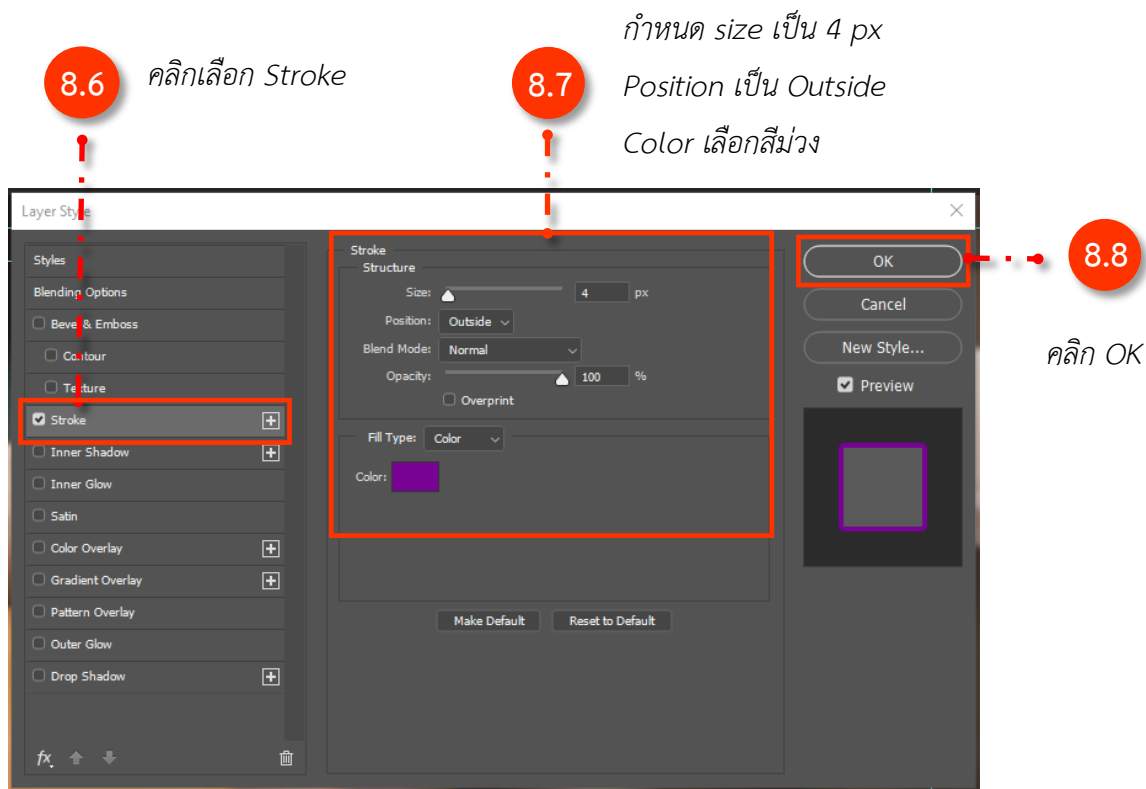 8.6
คลิกเลือก Stroke
8.7
กำหนด size เป็น 4 px
Position เป็น Outside
Color เลือกสีม่วง
Layer Style
Styles
Blending Options
Bevel & Emboss
Contour
Texture
Stroke
Inner Shadow
Inner Glow
Satin
Color Overlay
Gradient Overlay
Pattern Overlay
Outer Glow
Drop Shadow
fx
Stroke
Structure
Size: 4 px
Position: Outside
Blend Mode: Normal
Opacity: 100 %
Overprint
Fill Type: Color
Color:
Make Default Reset to Default
OK
Cancel
New Style...
Preview
8.8
คลิก OK